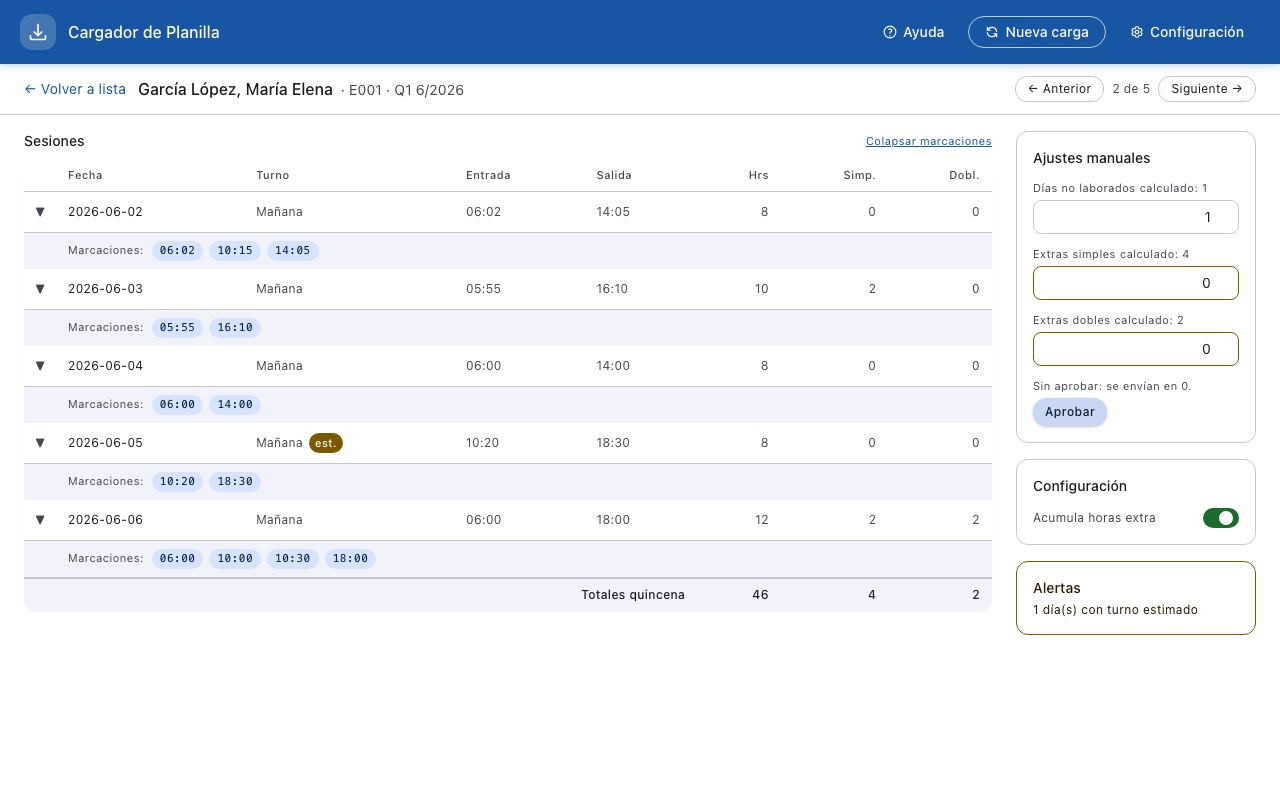 Cargador de Planilla
Ayuda
Nueva carga
Configuración
← Volver a lista García López, María Elena · E001 · Q1 6/2026
← Anterior 2 de 5 Siguiente →
Sesiones
Colapsar marcaciones
Fecha Turno Entrada Salida Hrs Simp. Dobl.
▼ 2026-06-02 Mañana 06:02 14:05 8 0 0
Marcaciones: 06:02 10:15 14:05
▼ 2026-06-03 Mañana 05:55 16:10 10 2 0
Marcaciones: 05:55 16:10
▼ 2026-06-04 Mañana 06:00 14:00 8 0 0
Marcaciones: 06:00 14:00
▼ 2026-06-05 Mañana est. 10:20 18:30 8 0 0
Marcaciones: 10:20 18:30
▼ 2026-06-06 Mañana 06:00 18:00 12 2 2
Marcaciones: 06:00 10:00 10:30 18:00
Totales quincena 46 4 2
Ajustes manuales
Días no laborados calculado: 1
1
Extras simples calculado: 4
0
Extras dobles calculado: 2
0
Sin aprobar: se envían en 0.
Aprobar
Configuración
Acumula horas extra
Alertas
1 día(s) con turno estimado